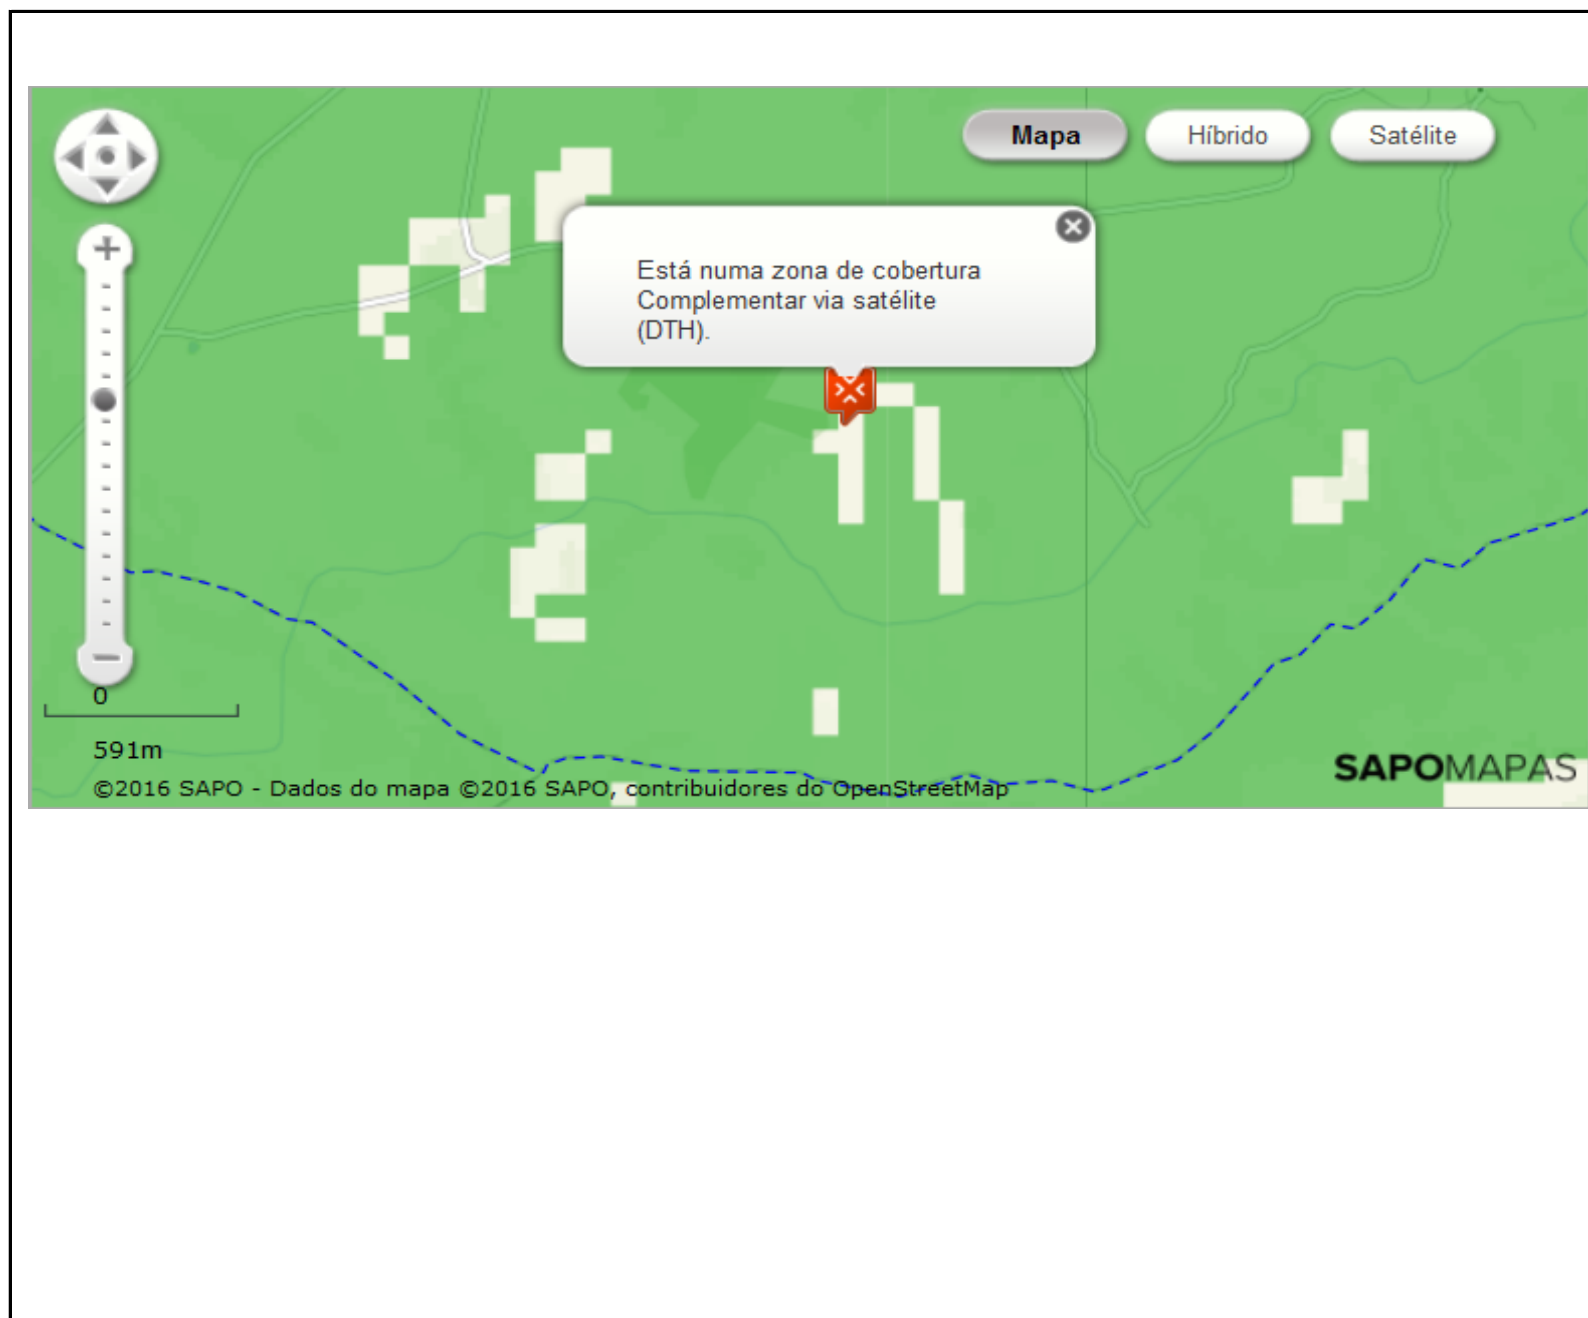 Mapa
Híbrido
Satélite
Está numa zona de cobertura
Complementar via satélite
(DTH).
0
591m
©2016 SAPO - Dados do mapa ©2016 SAPO, contribuidores do OpenStreetMap
SAPOMAPAS